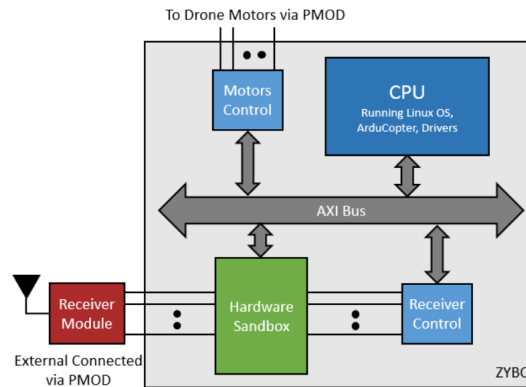 To Drone Motors via PMOD
Motors
Control
CPU
Running Linux OS,
ArduCopter, Drivers
AXI Bus
Receiver
Module
Hardware
Sandbox
Receiver
Control
External Connected
via PMOD